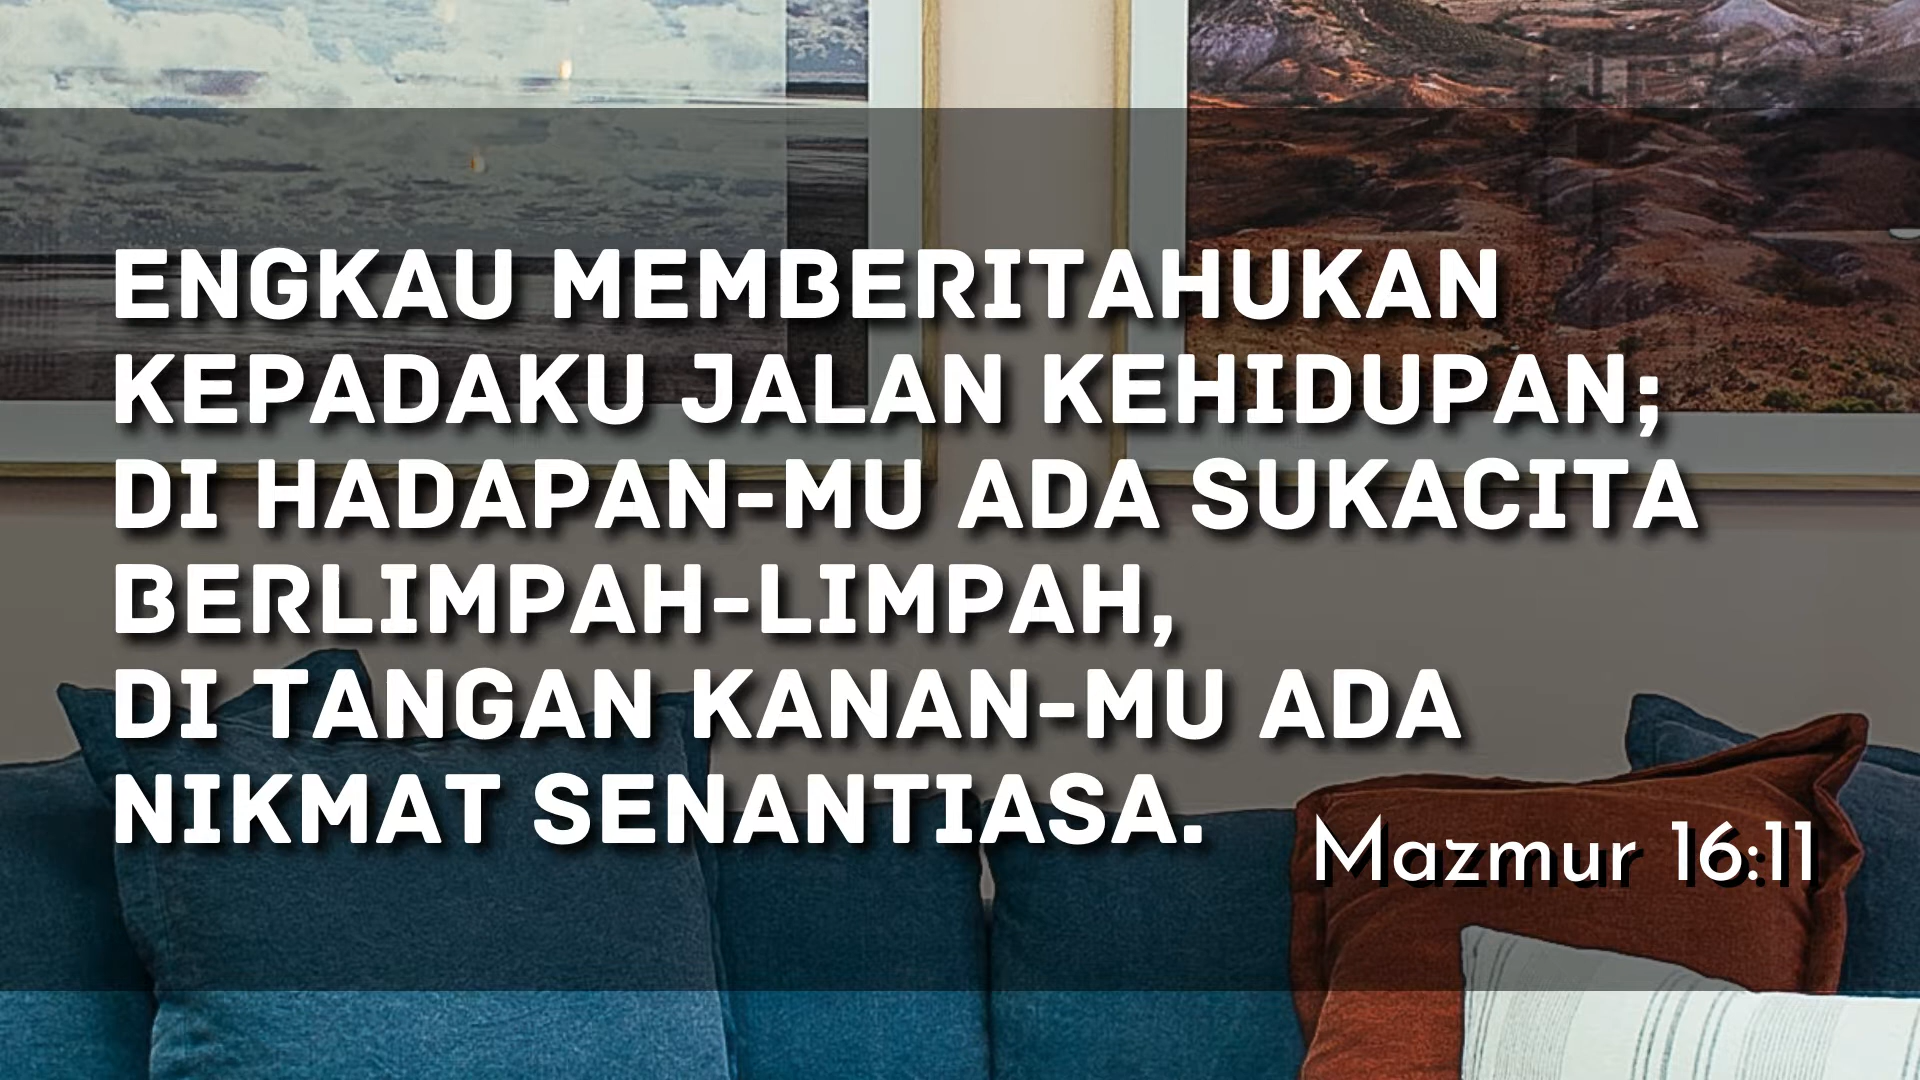 ENGKAU MEMBERITAHUKAN
KEPADAKU JALAN KEHIDUPAN;
DI HADAPAN-MU ADA SUKACITA
BERLIMPAH-LIMPAH,
DI TANGAN KANAN-MU ADA
NIKMAT SENANTIASA.
Mazmur 16:11